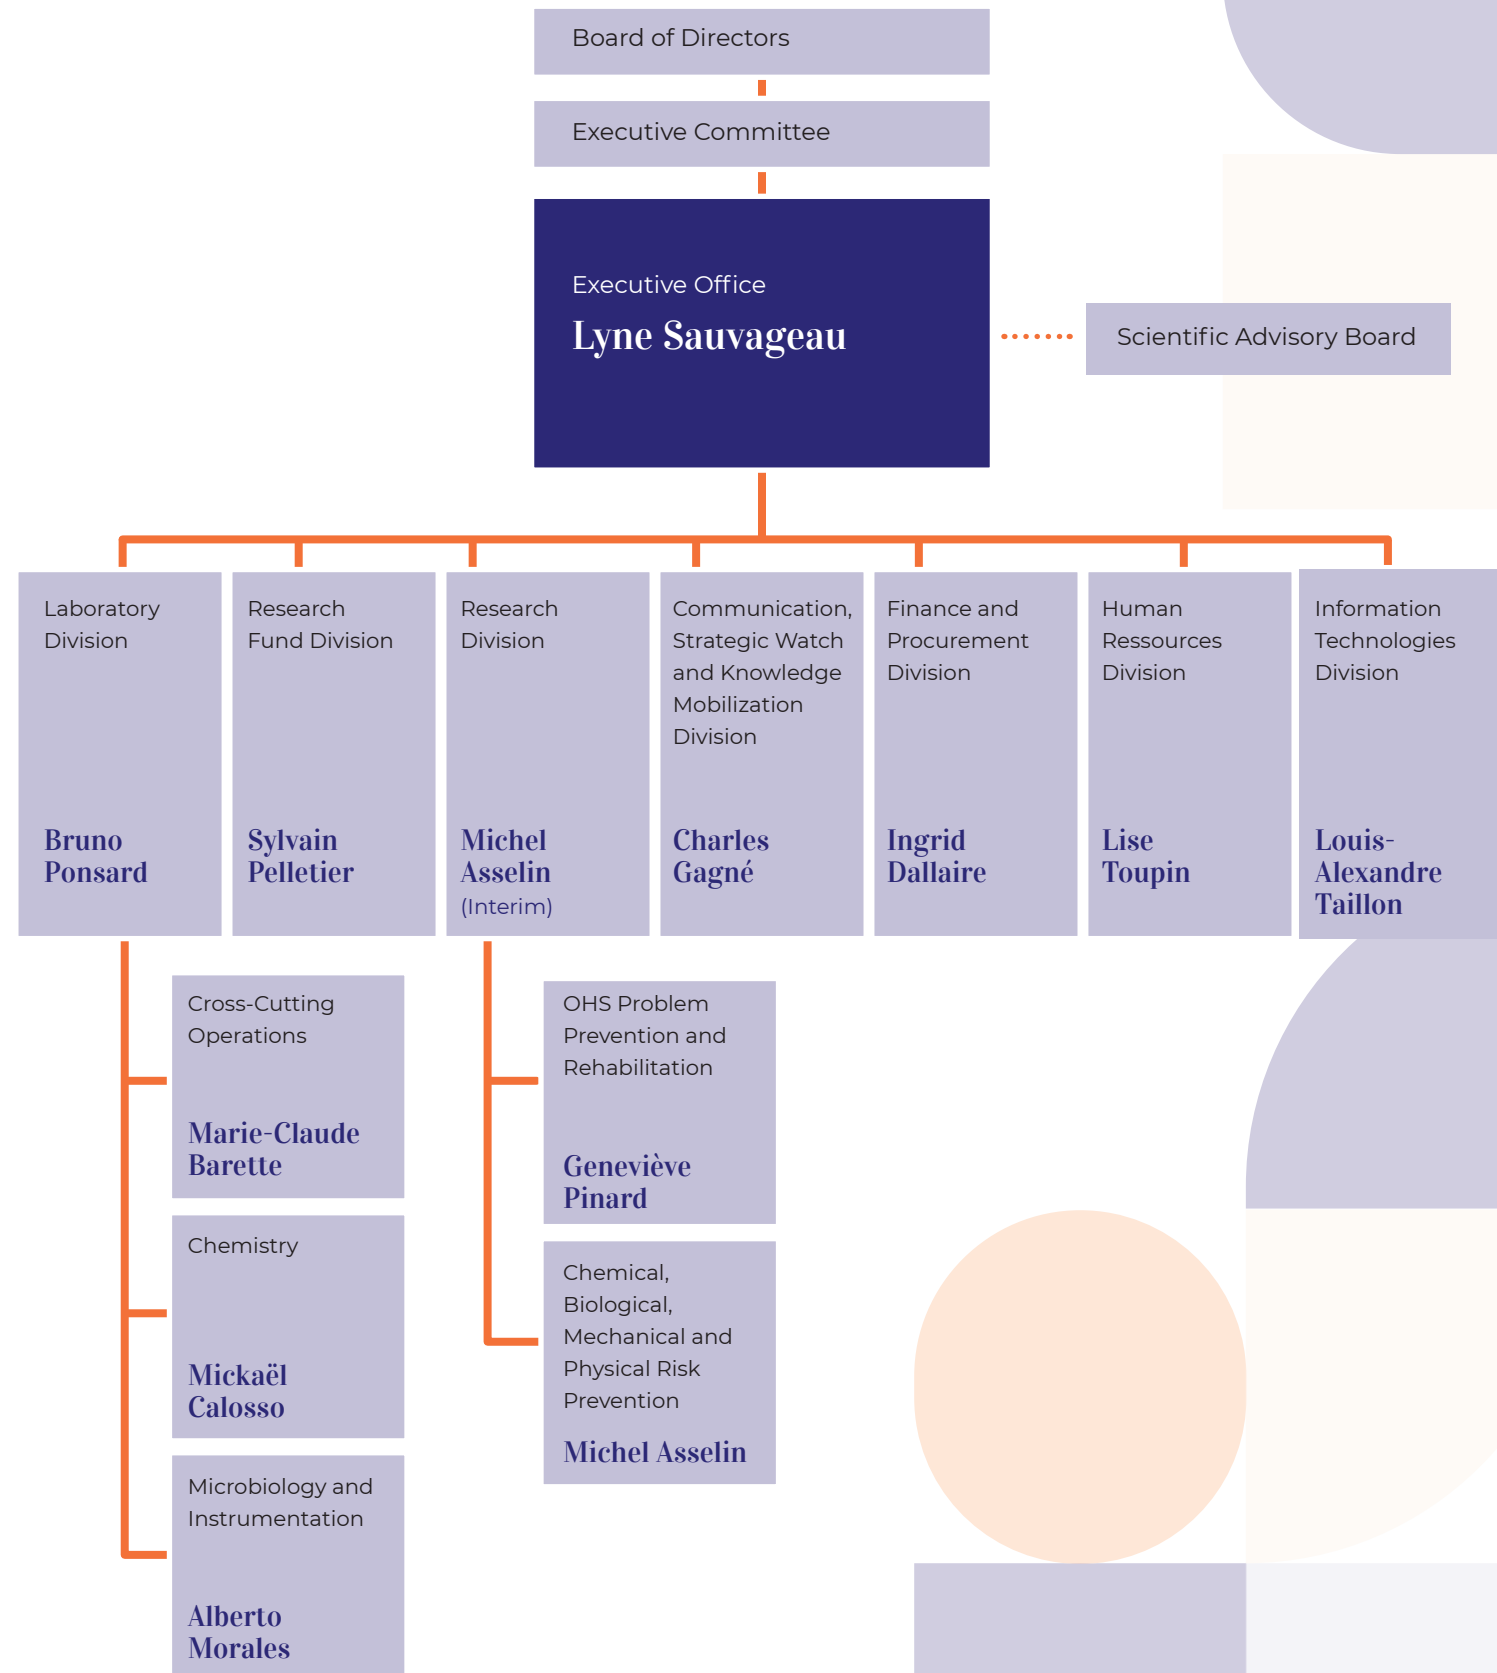 Board of Directors
Executive Committee
Executive Office
Lyne Sauvageau
Scientific Advisory Board
Laboratory
Division
Bruno
Ponsard
Research
Fund Division
Sylvain
Pelletier
Research
Division
Michel
Asselin
(Interim)
Communication,
Strategic Watch
and Knowledge
Mobilization
Division
Charles
Gagné
Finance and
Procurement
Division
Ingrid
Dallaire
Human
Ressources
Division
Lise
Toupin
Information
Technologies
Division
Louis-
Alexandre
Taillon
Cross-Cutting
Operations
Marie-Claude
Barette
Chemistry
Mickaël
Calosso
Microbiology and
Instrumentation
Alberto
Morales
OHS Problem
Prevention and
Rehabilitation
Geneviève
Pinard
Chemical,
Biological,
Mechanical and
Physical Risk
Prevention
Michel Asselin